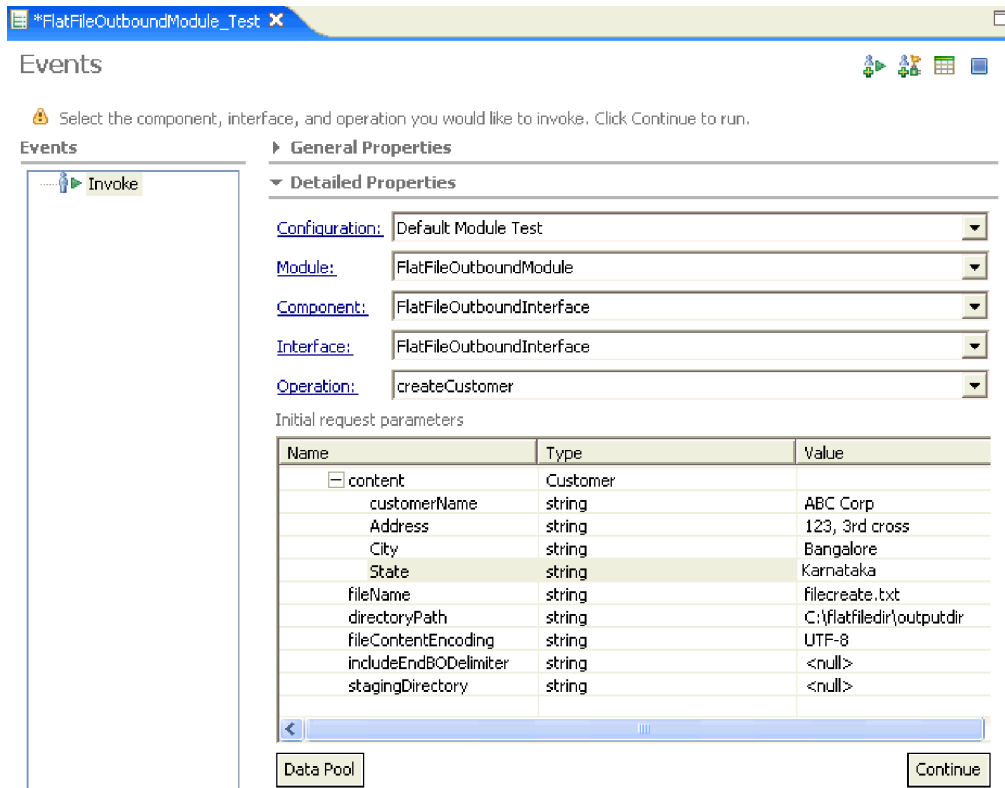 *FlatFileOutboundModule_Test
Events
Select the component, interface, and operation you would like to invoke. Click Continue to run.
Events
General Properties
Invoke
Detailed Properties
Configuration: Default Module Test
Module: FlatFileOutboundModule
Component: FlatFileOutboundInterface
Interface: FlatFileOutboundInterface
Operation: createCustomer
Initial request parameters
Name Type Value
content Customer
customerName string ABC Corp
Address string 123, 3rd cross
City string Bangalore
State string Karnataka
fileName string filecreate.txt
directoryPath string C:\flatfiledir\outputdir
fileContentEncoding string UTF-8
includeEndBODelimiter string <null>
stagingDirectory string <null>
Data Pool Continue